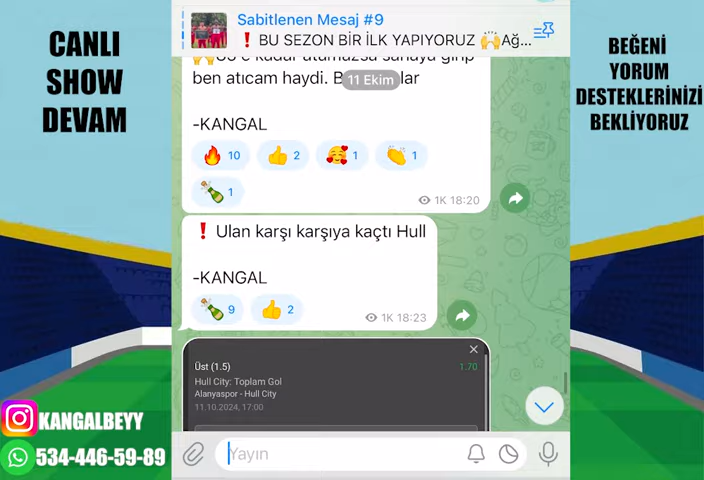 CANLI
SHOW
DEVAM
Sabitlenen Mesaj #9
❗ BU SEZON BİR İLK YAPIYORUZ 🙌Ağ...
ben atıcam haydi. B
lar
11 Ekim
-KANGAL
🔥 10 👍 2 🥰 1 👏 1
🍾 1
1K 18:20
❗ Ulan karşı karşıya kaçtı Hull
-KANGAL
🍾 9 👍 2
1K 18:23
Üst (1.5) 1.70
Hull City: Toplam Gol
Alanyaspor - Hull City
11.10.2024, 17:00
Yayın
BEĞENİ
YORUM
DESTEKLERİNİZİ
BEKLİYORUZ
KANGALBEYY
534-446-59-89